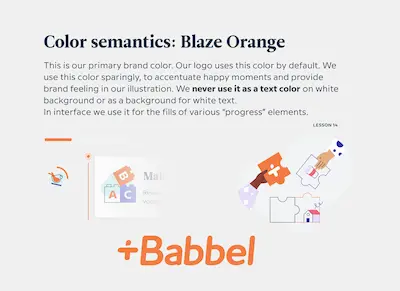 Color semantics: Blaze Orange
This is our primary brand color. Our logo uses this color by default. We
use this color sparingly, to accentuate happy moments and provide
brand feeling in our illustration. We never use it as a text color on white
background or as a background for white text.
In interface we use it for the fills of various “progress” elements.
LESSON 14
B
A C
+Babbel